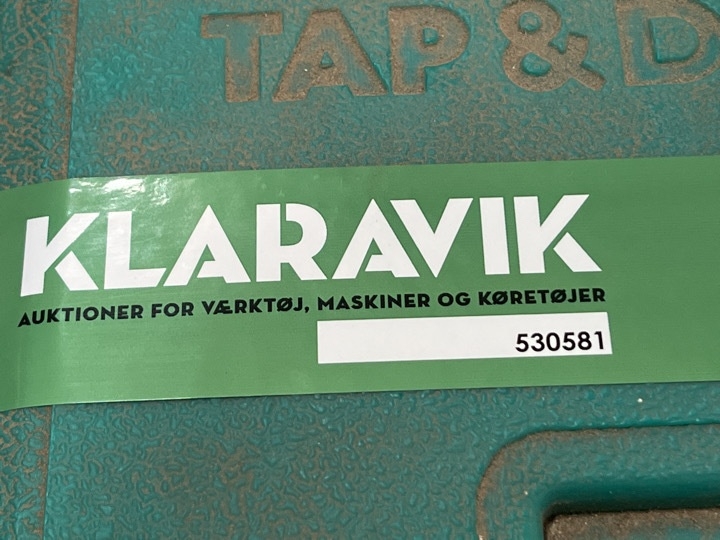 TAP & D
KLARAVIK
AUKTIONER FOR VÆRKTØJ, MASKINER OG KØRETØJER
530581